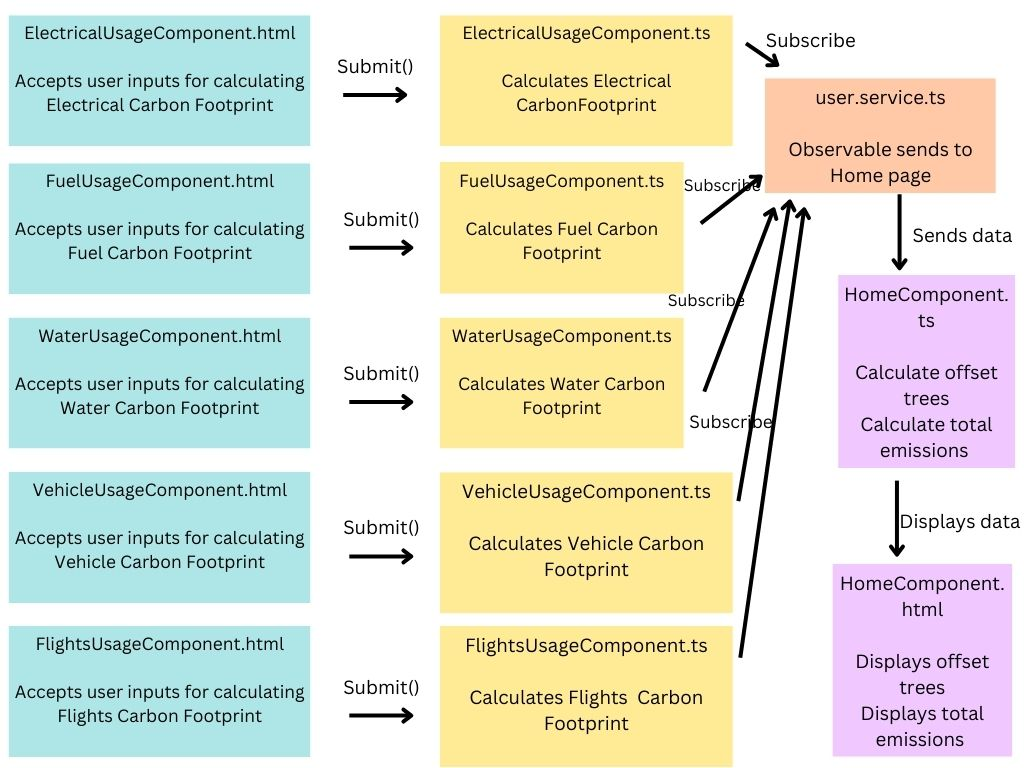 ElectricalUsageComponent.html
Accepts user inputs for calculating
Electrical Carbon Footprint
Submit()
ElectricalUsageComponent.ts
Calculates Electrical
CarbonFootprint
Subscribe
user.service.ts
Observable sends to
Home page
FuelUsageComponent.html
Accepts user inputs for calculating
Fuel Carbon Footprint
Submit()
FuelUsageComponent.ts
Calculates Fuel Carbon
Footprint
Subscribe
Sends data
WaterUsageComponent.html
Accepts user inputs for calculating
Water Carbon Footprint
Submit()
WaterUsageComponent.ts
Calculates Water Carbon
Footprint
Subscribe
HomeComponent.
ts
Calculate offset
trees
Calculate total
emissions
Subscribe
VehicleUsageComponent.html
Accepts user inputs for calculating
Vehicle Carbon Footprint
Submit()
VehicleUsageComponent.ts
Calculates Vehicle Carbon
Footprint
Displays data
FlightsUsageComponent.html
Accepts user inputs for calculating
Flights Carbon Footprint
Submit()
FlightsUsageComponent.ts
Calculates Flights  Carbon
Footprint
HomeComponent.
html
Displays offset
trees
Displays total
emissions